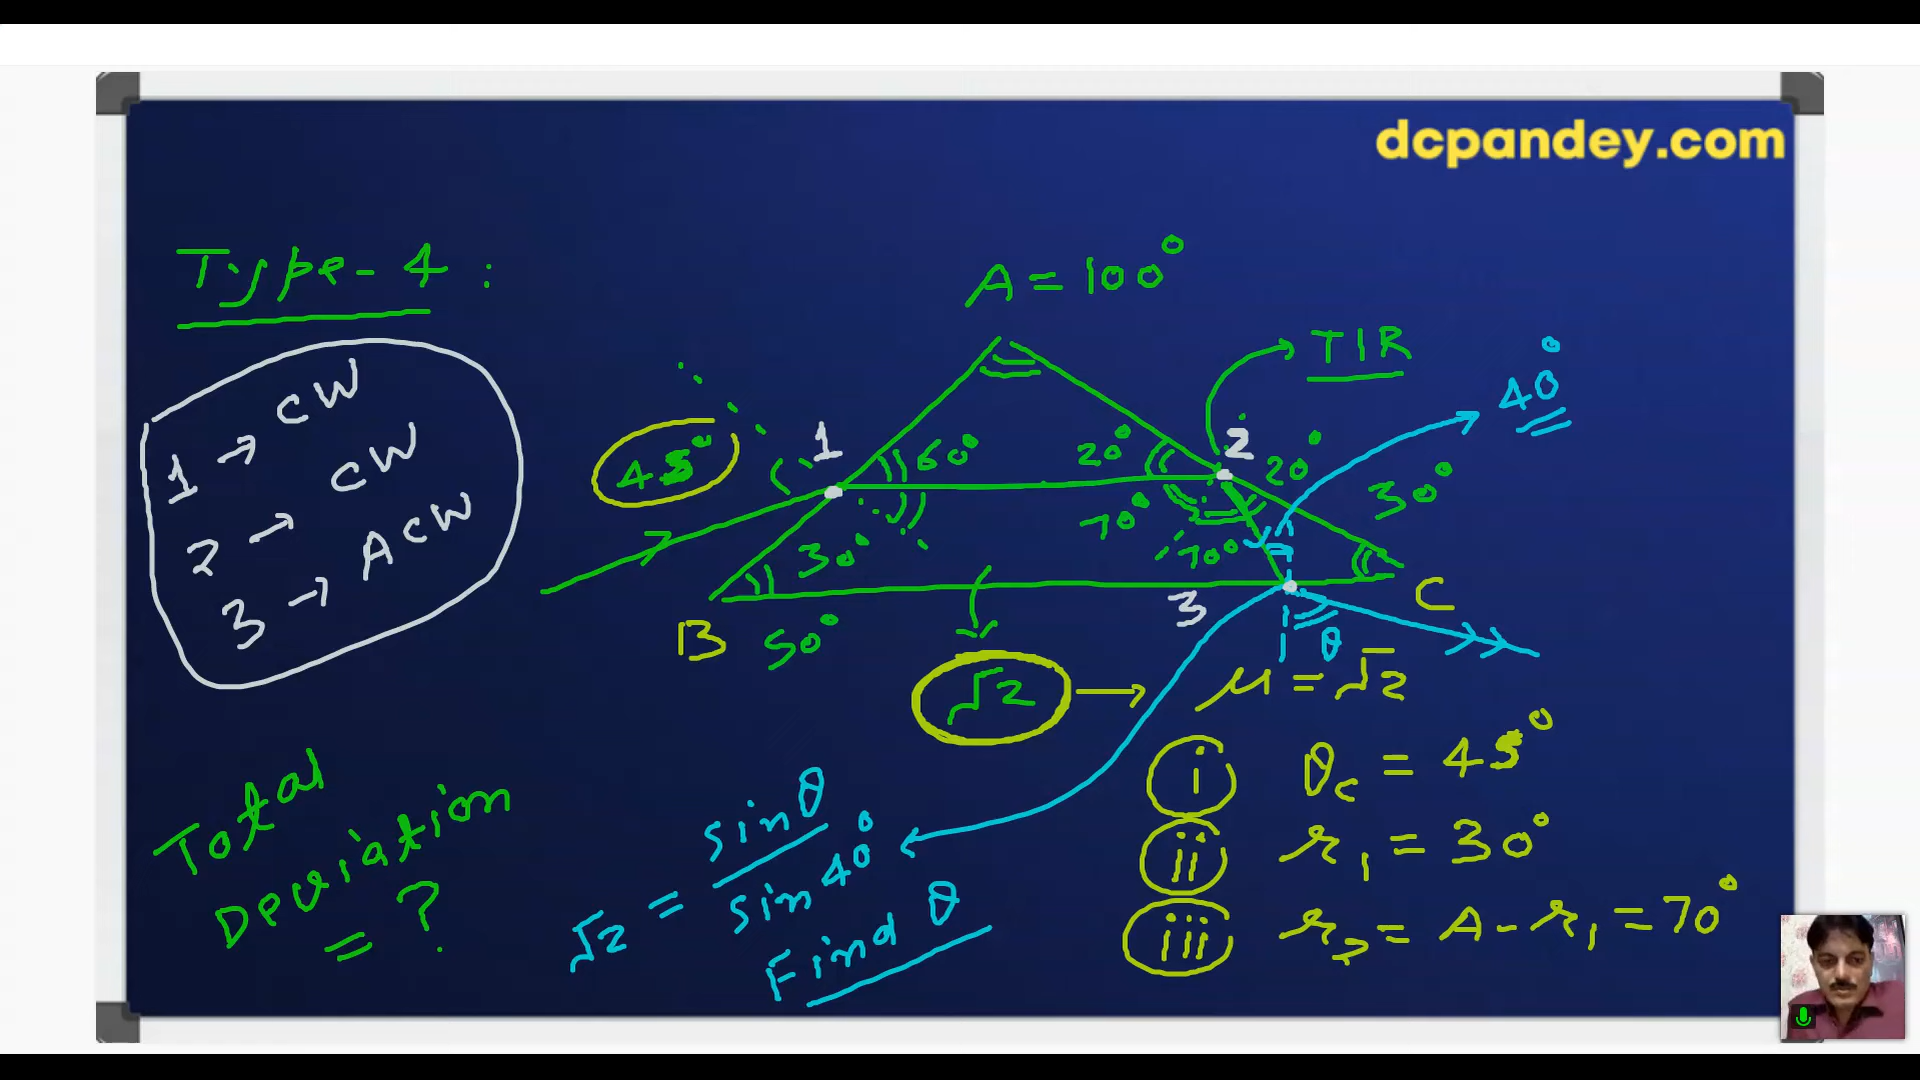 dcpandey.com
Type-4 :
A = 100°
1 → CW
2 → CW
3 → ACW
45°
1
60°
20°
2
TIR
20°
40°
30°
70°
70°
30°
B
50°
3
C
θ
√2 →
μ = √2
i θc = 45°
ii r₁ = 30°
iii r₂ = A - r₁ = 70°
Total
Deviation
= ?
√2 = sinθ / sin40°
Find θ